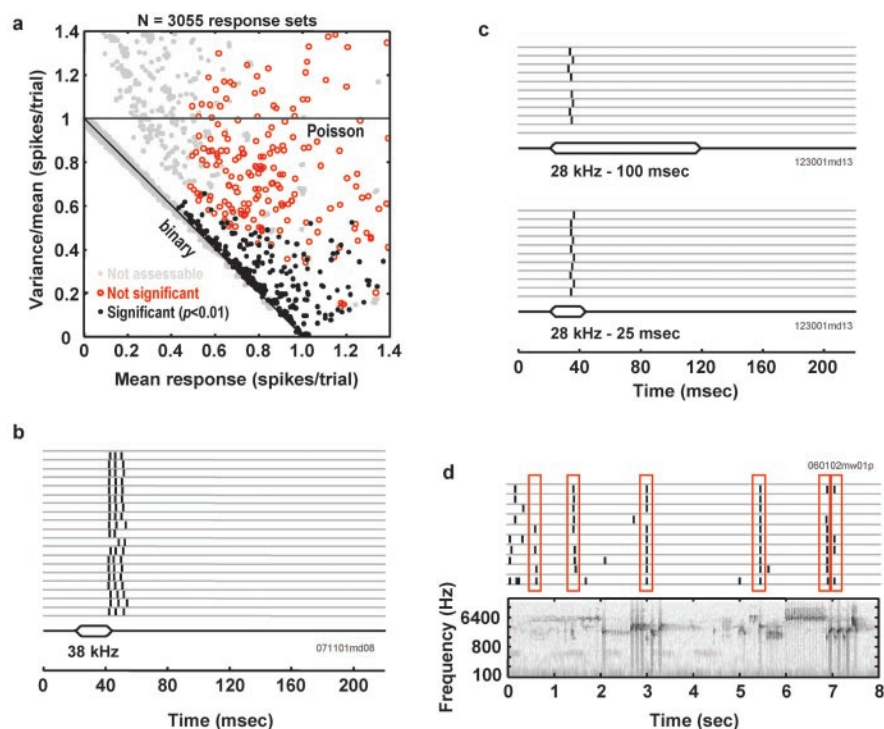 a
N = 3055 response sets
1.4
1.2
1
0.8
0.6
0.4
0.2
0
Variance/mean (spikes/trial)
Poisson
binary
Not assessable
Not significant
Significant (p<0.01)
0 0.2 0.4 0.6 0.8 1.0 1.2 1.4
Mean response (spikes/trial)
b
38 kHz
071101md08
0 40 80 120 160 200
Time (msec)
c
123001md13
28 kHz - 100 msec
123001md13
28 kHz - 25 msec
0 40 80 120 160 200
Time (msec)
d
060102mw01p
Frequency (Hz)
6400
800
100
0 1 2 3 4 5 6 7 8
Time (sec)